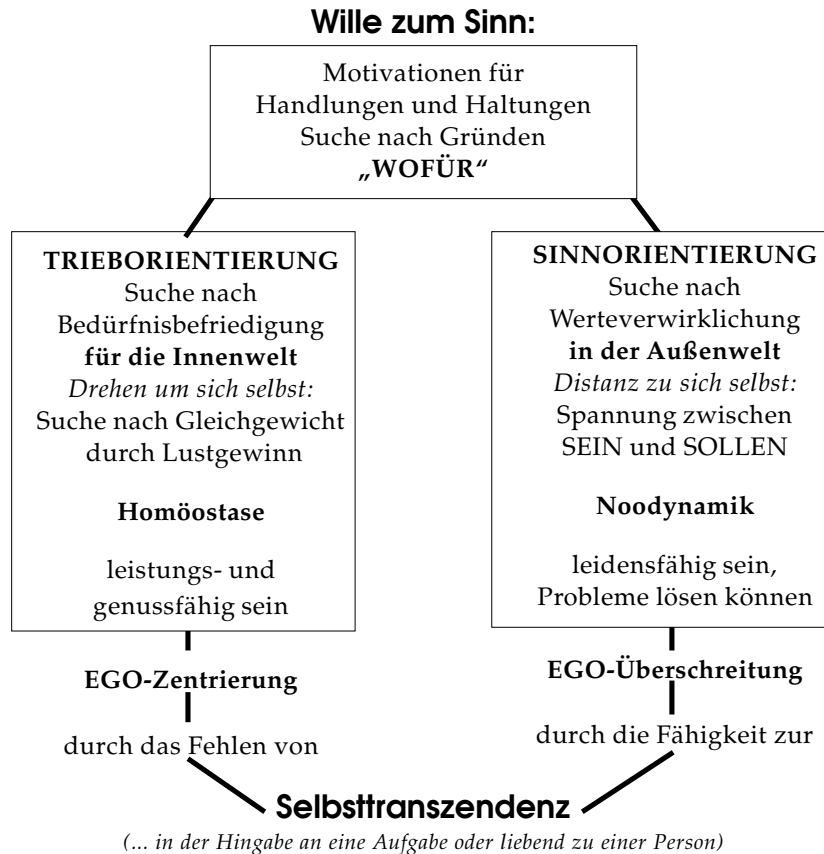 Wille zum Sinn:
Motivationen für
Handlungen und Haltungen
Suche nach Gründen
„WOFÜR“
TRIEBORIENTIERUNG
Suche nach
Bedürfnisbefriedigung
für die Innenwelt
Drehen um sich selbst:
Suche nach Gleichgewicht
durch Lustgewinn
Homöostase
leistungs- und
genussfähig sein
EGO-Zentrierung
durch das Fehlen von
SINNORIENTIERUNG
Suche nach
Werteverwirklichung
in der Außenwelt
Distanz zu sich selbst:
Spannung zwischen
SEIN und SOLLEN
Noodynamik
leidensfähig sein,
Probleme lösen können
EGO-Überschreitung
durch die Fähigkeit zur
Selbsttranszendenz
(... in der Hingabe an eine Aufgabe oder liebend zu einer Person)